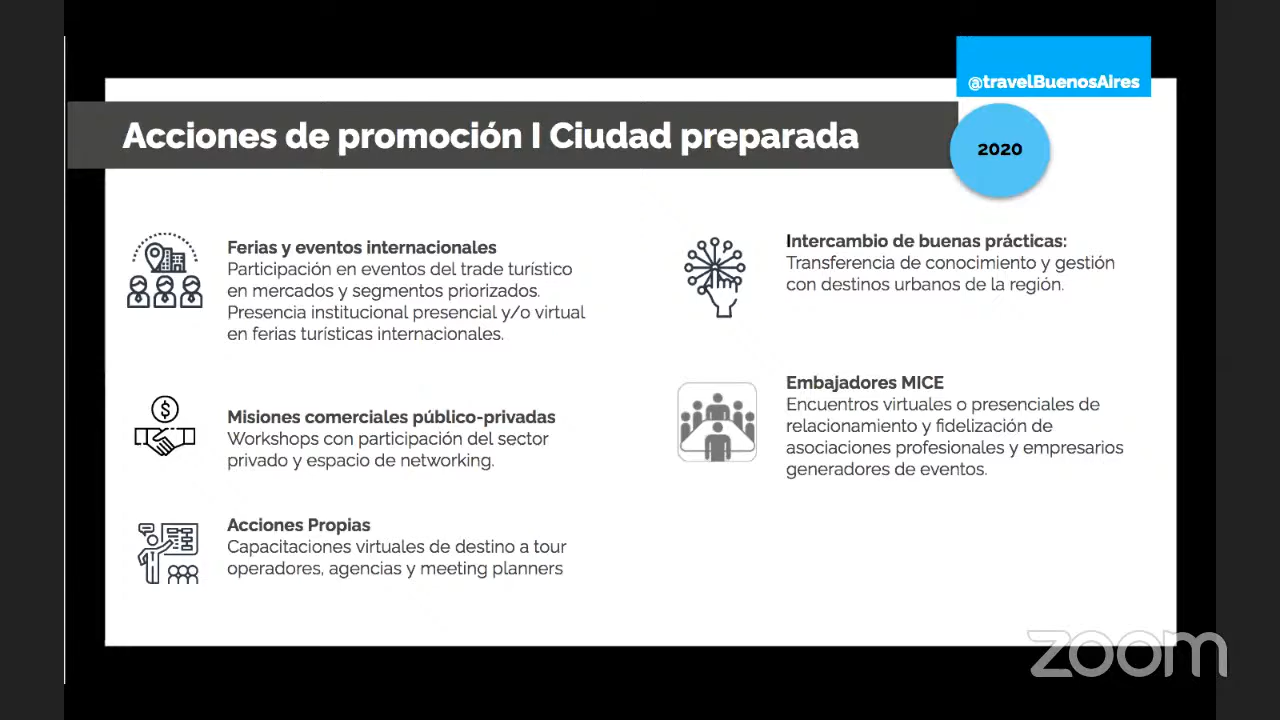 @travelBuenosAires
Acciones de promoción I Ciudad preparada
2020
Ferias y eventos internacionales
Participación en eventos del trade turístico
en mercados y segmentos priorizados.
Presencia institucional presencial y/o virtual
en ferias turísticas internacionales.
Misiones comerciales público-privadas
Workshops con participación del sector
privado y espacio de networking.
Acciones Propias
Capacitaciones virtuales de destino a tour
operadores, agencias y meeting planners
Intercambio de buenas prácticas:
Transferencia de conocimiento y gestión
con destinos urbanos de la región.
Embajadores MICE
Encuentros virtuales o presenciales de
relacionamiento y fidelización de
asociaciones profesionales y empresarios
generadores de eventos.
zoom